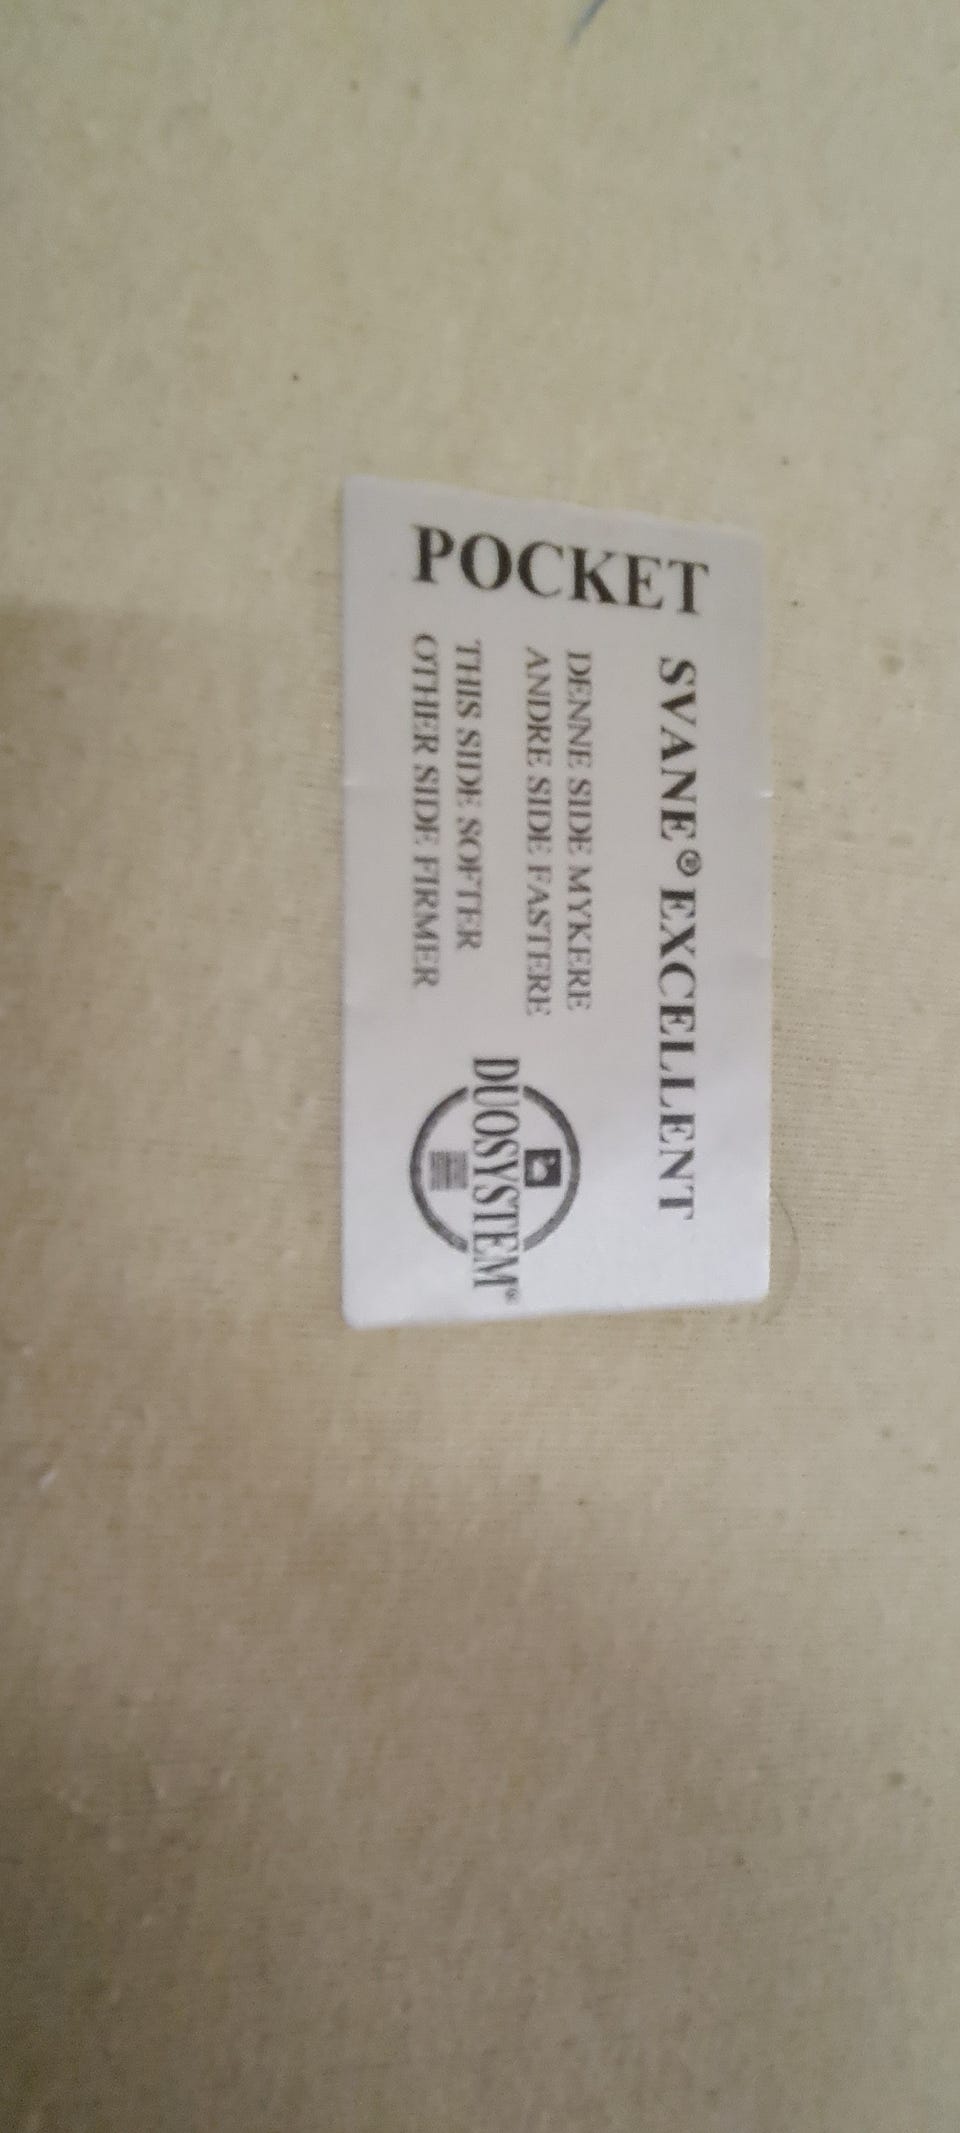 SVANE® EXCELLENT
POCKET
DENNE SIDE MYKERE
ANDRE SIDE FASTERE
THIS SIDE SOFTER
OTHER SIDE FIRMER
DUOSYSTEM®